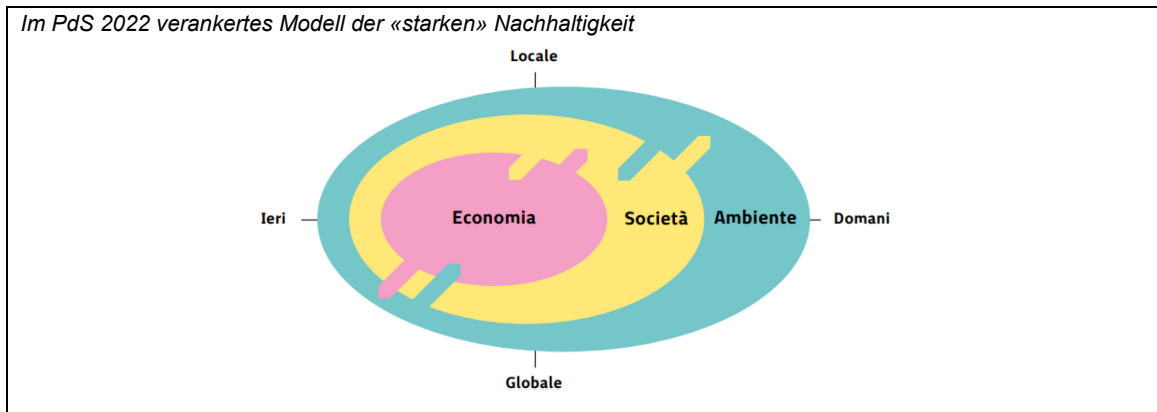 Im PdS 2022 verankertes Modell der «starken» Nachhaltigkeit
Locale
Ieri
Economia
Società
Ambiente
Domani
Globale